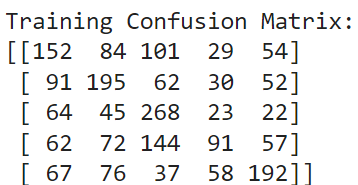 Training Confusion Matrix:
[[152  84 101  29  54]
 [ 91 195  62  30  52]
 [ 64  45 268  23  22]
 [ 62  72 144  91  57]
 [ 67  76  37  58 192]]